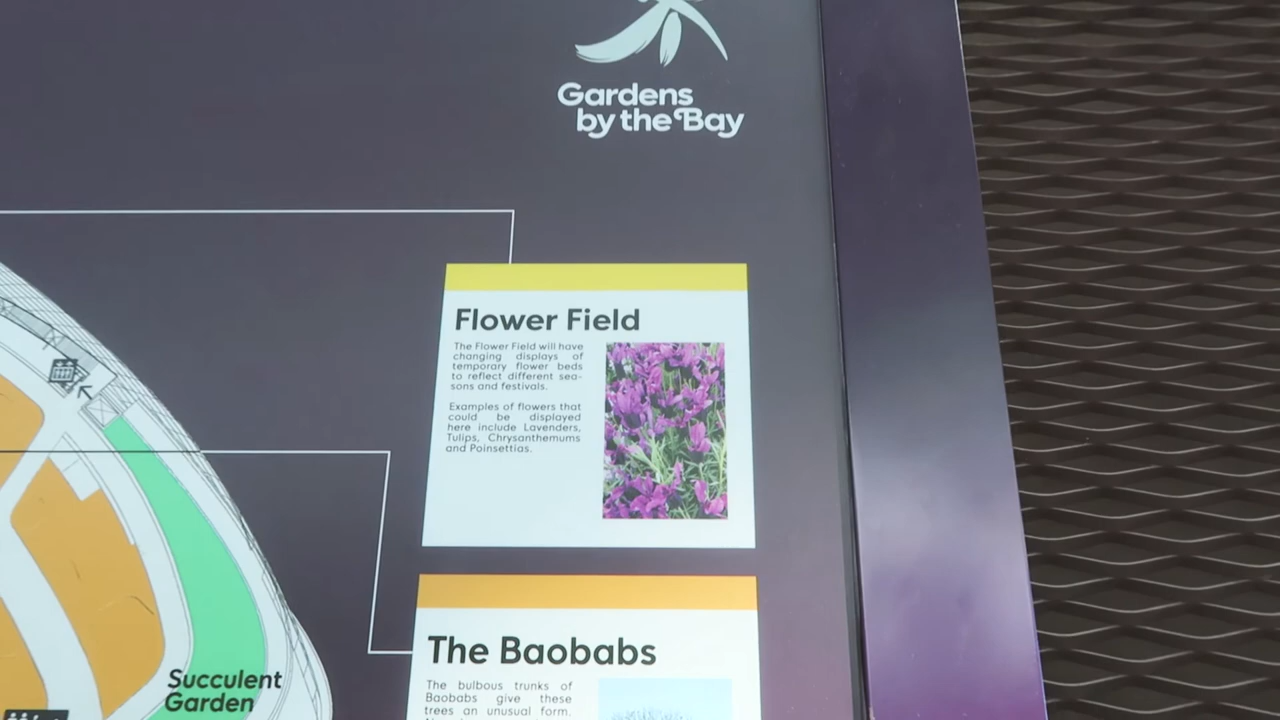 Gardens
by the Bay
Flower Field
The Flower Field will have
changing displays of
temporary flower beds
to reflect different sea-
sons and festivals.
Examples of flowers that
could be displayed
here include Lavenders,
Tulips, Chrysanthemums
and Poinsettias.
The Baobabs
The bulbous trunks of
Baobabs give these
trees an unusual form.
Succulent
Garden